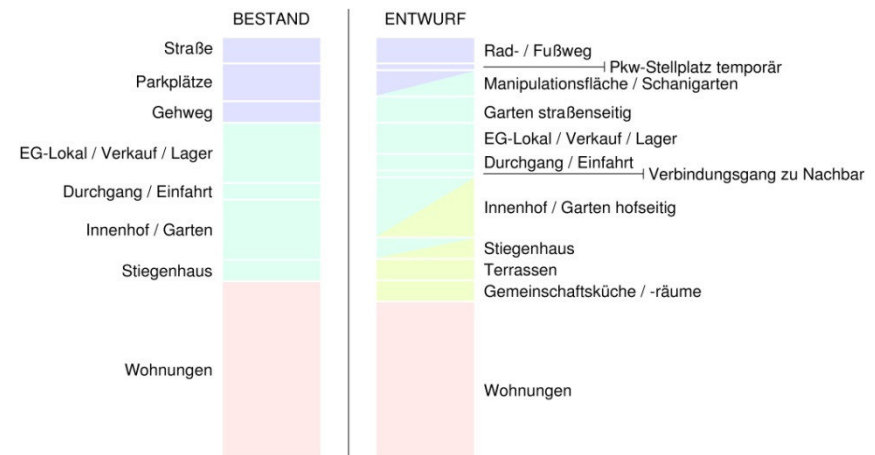 BESTAND
Straße
Parkplätze
Gehweg
EG-Lokal / Verkauf / Lager
Durchgang / Einfahrt
Innenhof / Garten
Stiegenhaus
Wohnungen
ENTWURF
Rad- / Fußweg
Pkw-Stellplatz temporär
Manipulationsfläche / Schanigarten
Garten straßenseitig
EG-Lokal / Verkauf / Lager
Durchgang / Einfahrt
Verbindungsgang zu Nachbar
Innenhof / Garten hofseitig
Stiegenhaus
Terrassen
Gemeinschaftsküche / -räume
Wohnungen